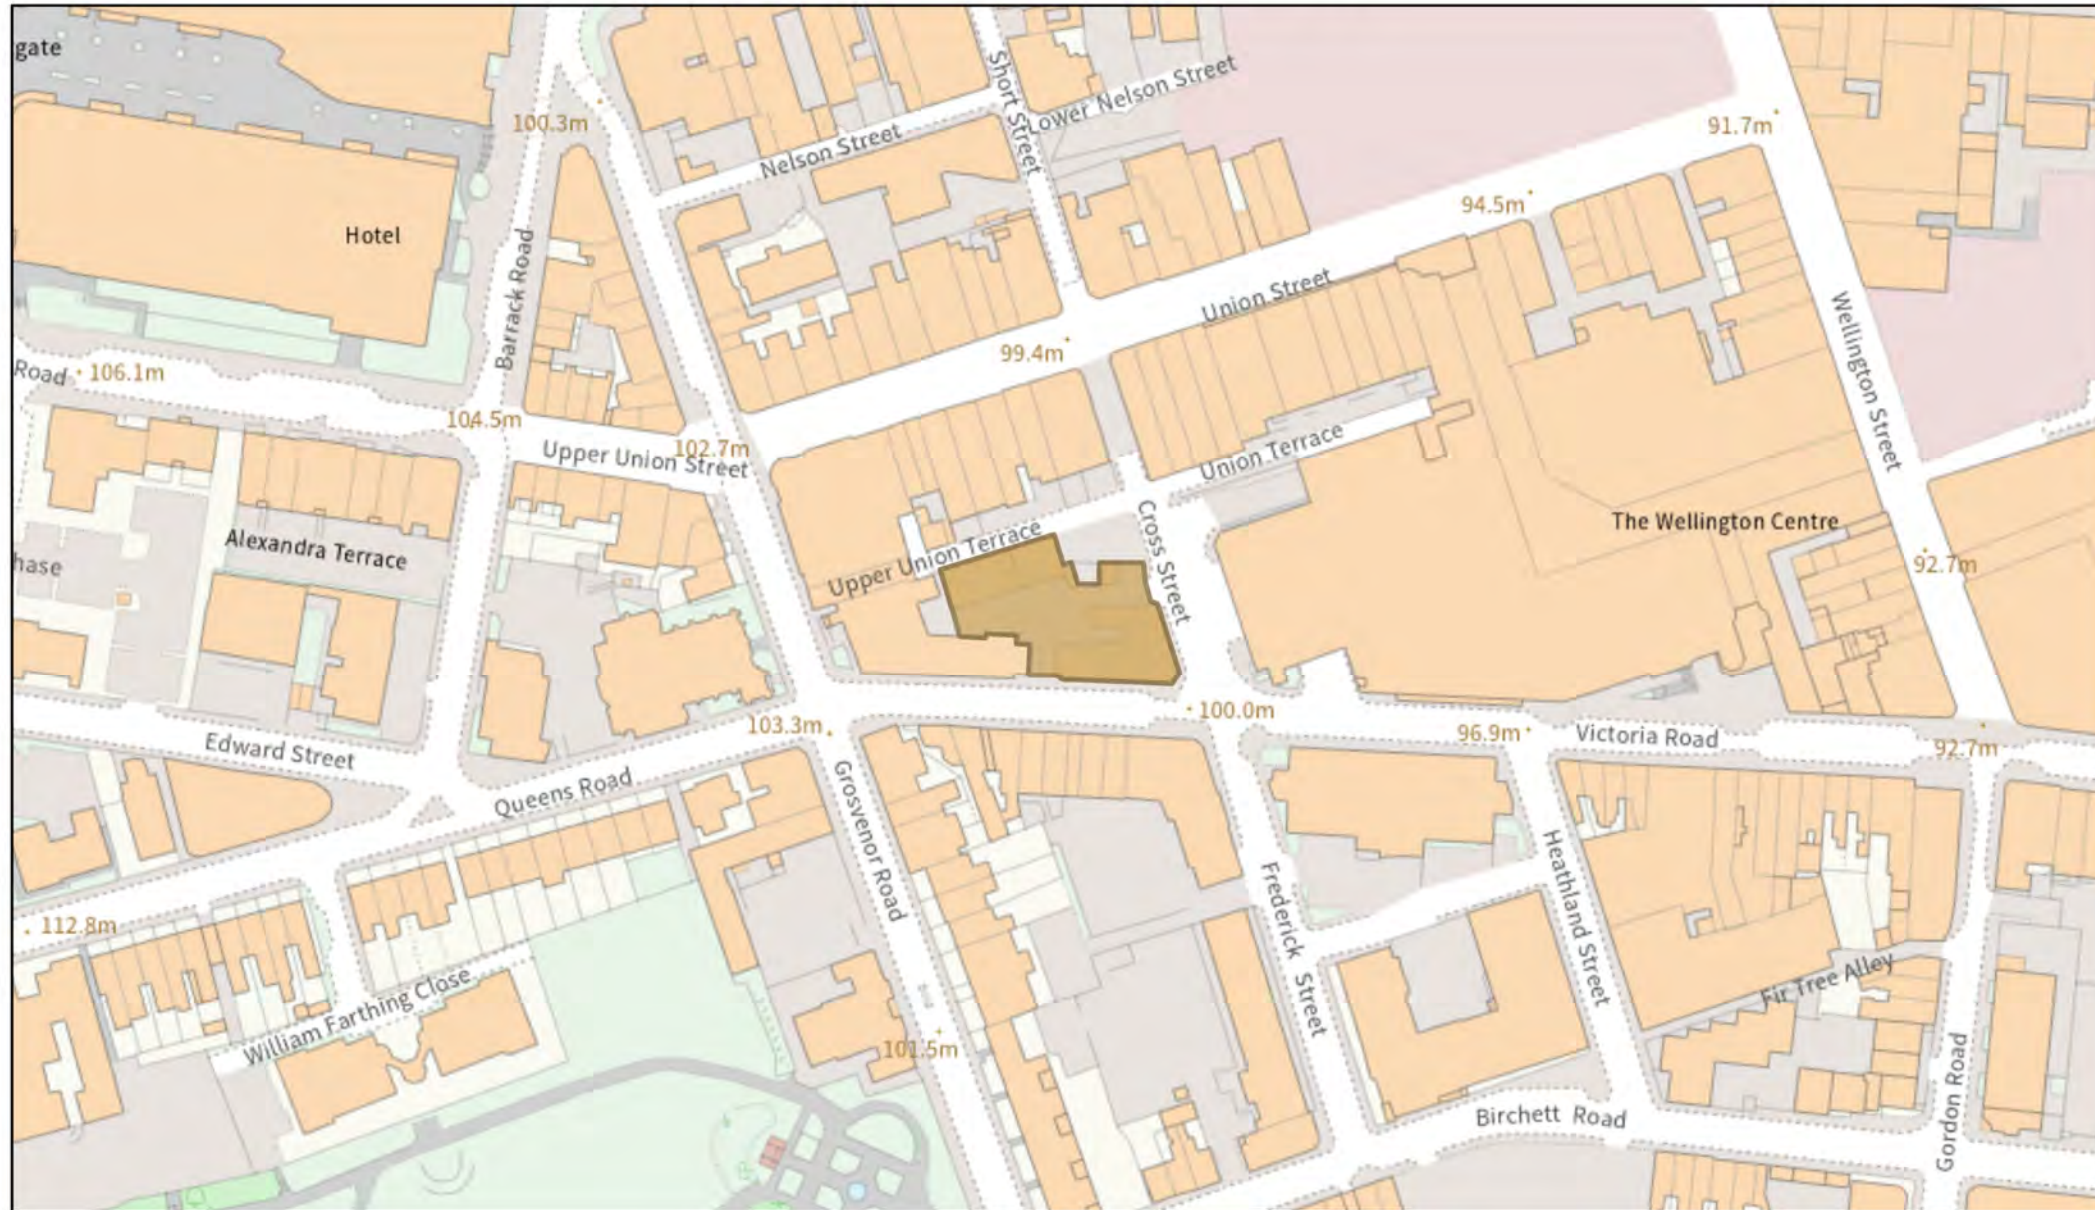 gate
Short Street
Lower Nelson Street
100.3m
91.7m
Nelson Street
94.5m
Hotel
Barrack Road
Union Street
99.4m
Wellington Street
Road
106.1m
104.5m
102.7m
Upper Union Street
Union Terrace
Cross Street
The Wellington Centre
Alexandra Terrace
hase
Upper Union Terrace
92.7m
103.3m
100.0m
96.9m
Victoria Road
92.7m
Edward Street
Queens Road
Grosvenor Road
Frederick Street
Heathland Street
112.8m
Fir Tree Alley
William Farthing Close
101.5m
Gordon Road
Birchett Road